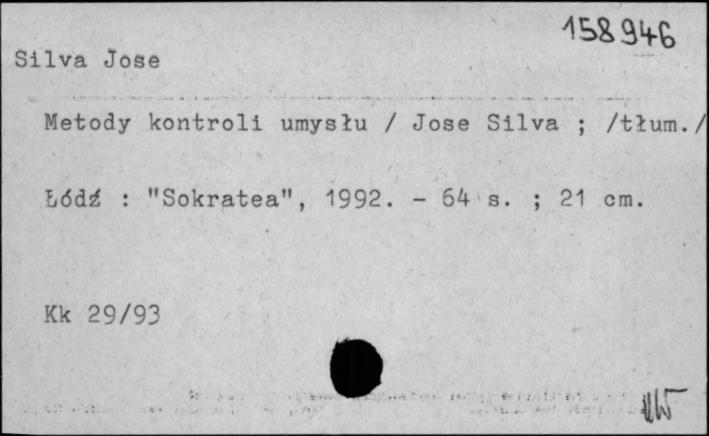 158946
Silva Jose
Metody kontroli umysłu / Jose Silva ; /tłum./
Łódź : "Sokratea", 1992. - 64 s. ; 21 cm.
Kk 29/93